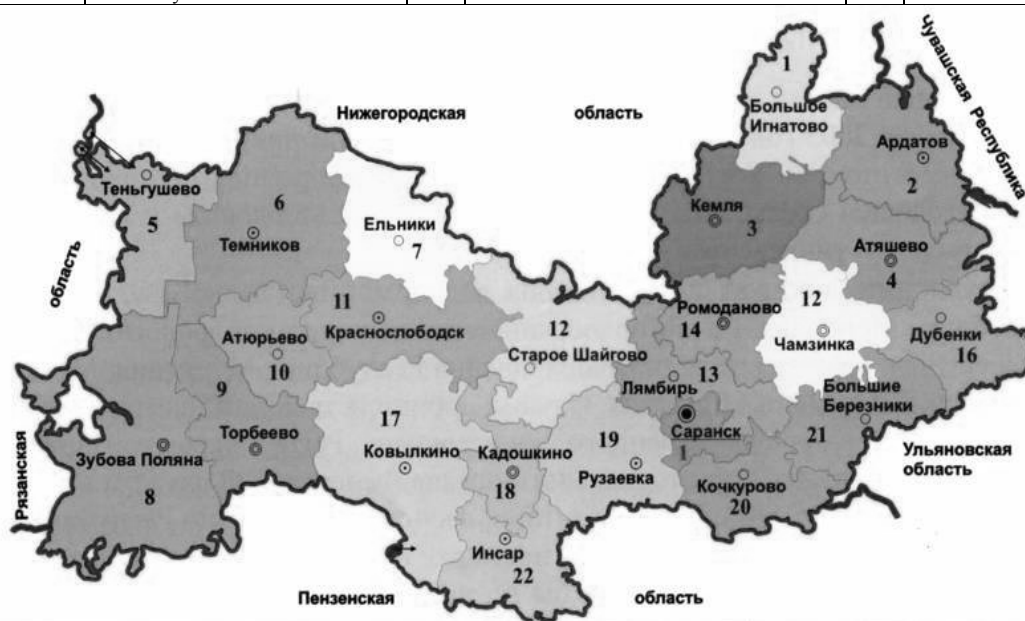 1
Чувашская Республика
Нижегородская область
Большое
Игнатово
Ардатов
2
Теньгушево
5
6
Темников
Ельники
7
Кемля
3
Атяшево
4
область
11
Краснослободск
12
Старое Шайгово
Ромоданово
14
12
Чамзинка
Дубенки
16
Атюрьево
10
9
Лямбирь
13
Большие
Березники
21
Саранск
1
17
Ковылкино
Кадошкино
18
19
Рузаевка
Рязанская
Зубова Поляна
8
Торбеево
Кочкурово
20
Ульяновская
область
Инсар
22
Пензенская область